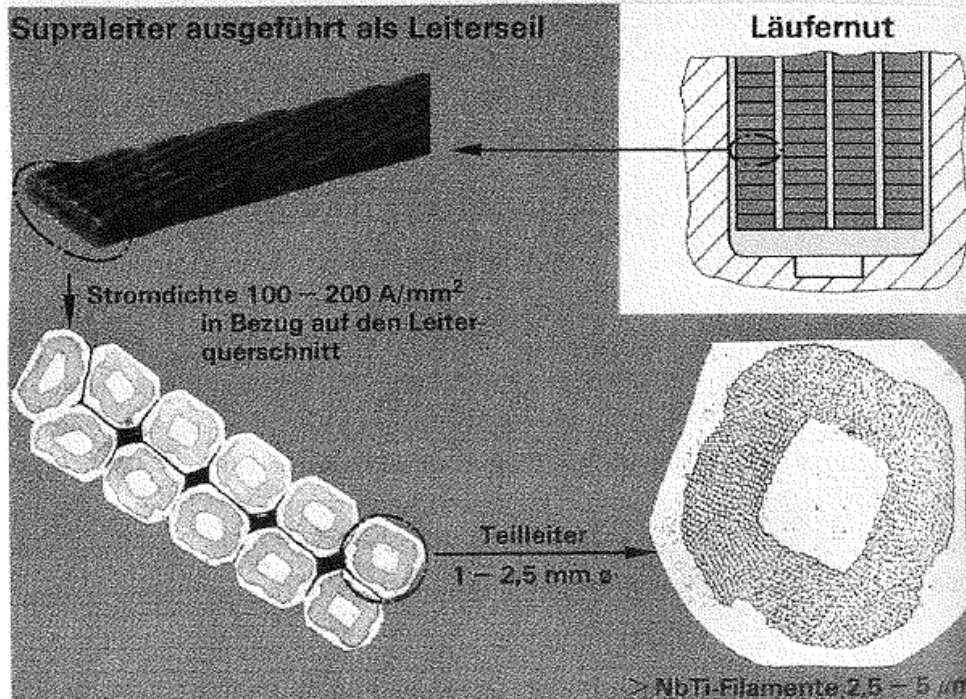 Supraleiter ausgeführt als Leiterseil
Läufernut
Stromdichte 100 – 200 A/mm²
in Bezug auf den Leiter-
querschnitt
Teilleiter
1 – 2,5 mm ø
> NbTi-Filamente 2,5 – 5 µm